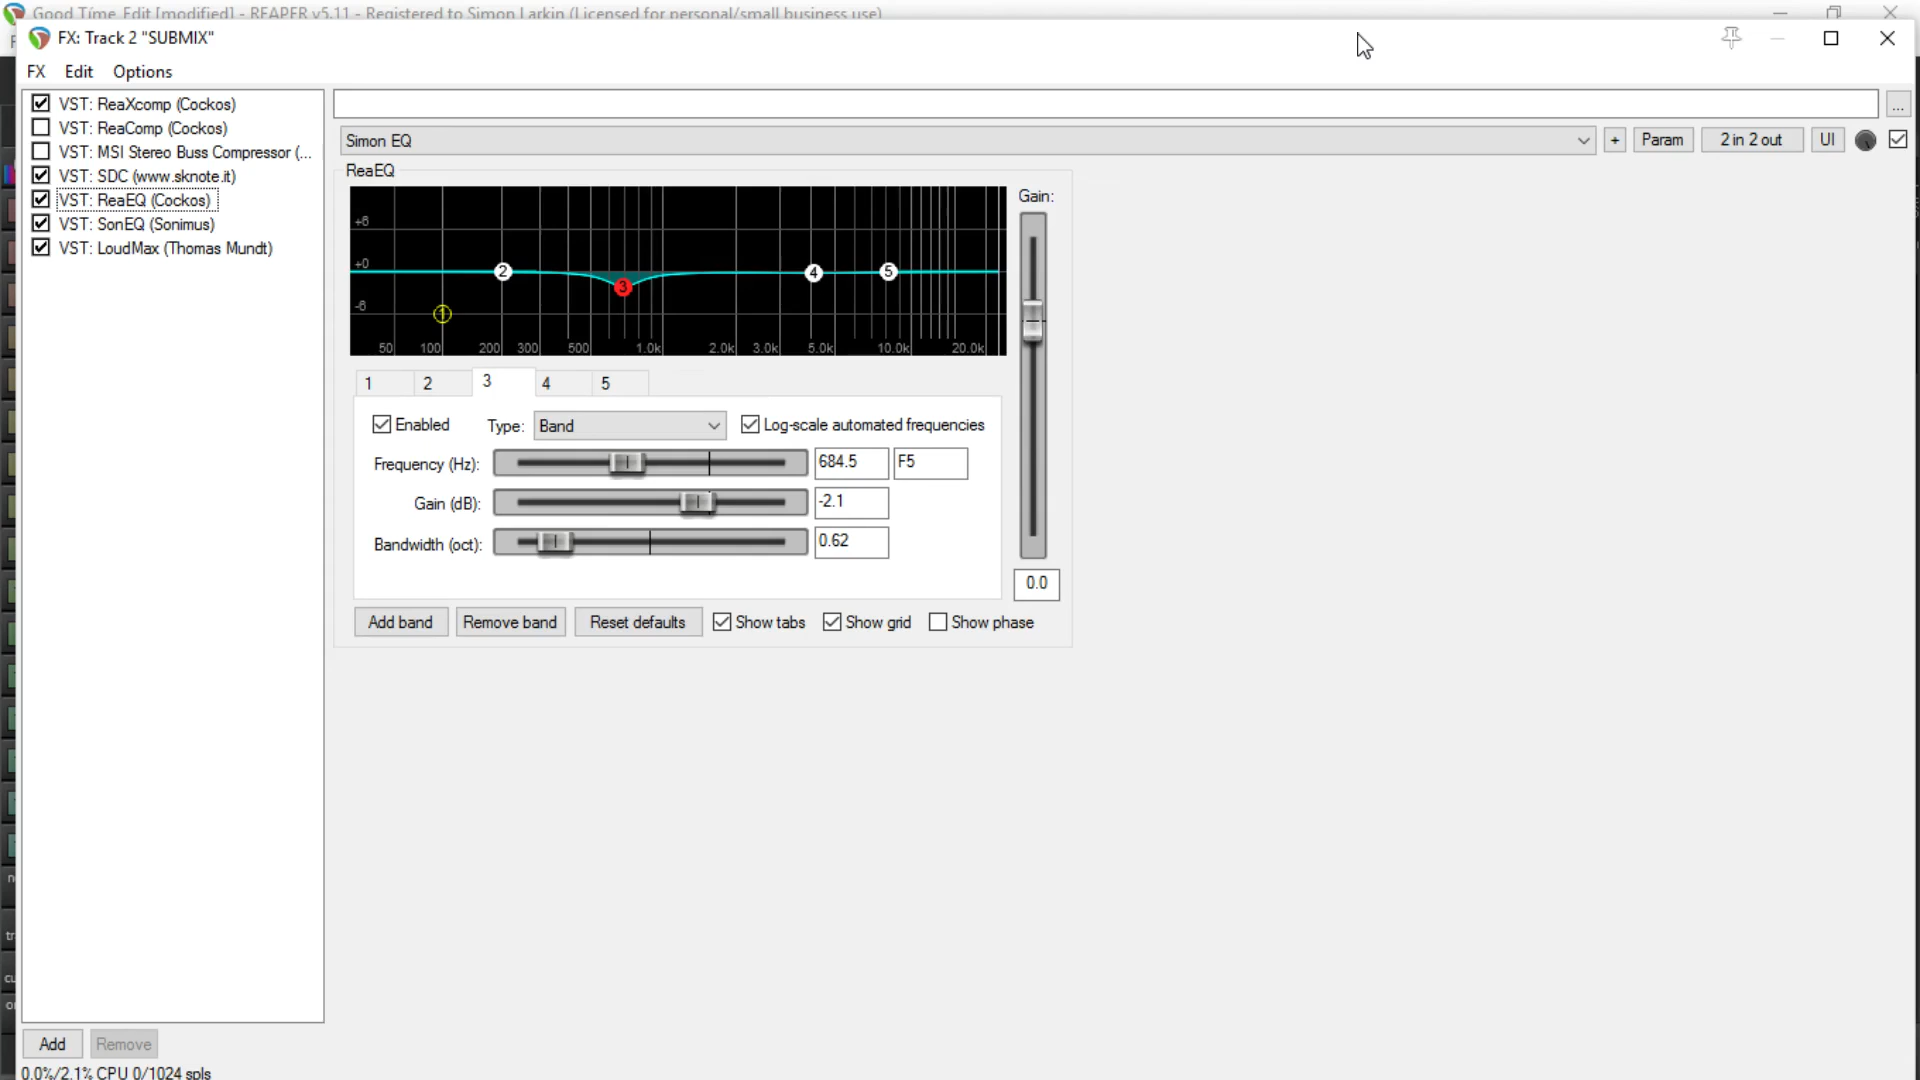 Good Time Edit [modified] - REAPER v5.11 - Registered to Simon Larkin (Licensed for personal/small business use)
FX: Track 2 "SUBMIX"
FX Edit Options
VST: ReaXcomp (Cockos)
VST: ReaComp (Cockos)
VST: MSI Stereo Buss Compressor (...
VST: SDC (www.sknote.it)
VST: ReaEQ (Cockos)
VST: SonEQ (Sonimus)
VST: LoudMax (Thomas Mundt)
...
Simon EQ + Param 2 in 2 out UI
ReaEQ
Gain:
+6
+0
-6
1 2 3 4 5
50 100 200 300 500 1.0k 2.0k 3.0k 5.0k 10.0k 20.0k
1 2 3 4 5
Enabled Type: Band Log-scale automated frequencies
Frequency (Hz): 684.5 F5
Gain (dB): -2.1
Bandwidth (oct): 0.62
0.0
Add band Remove band Reset defaults Show tabs Show grid Show phase
Add Remove
0.0%/2.1% CPU 0/1024 spls